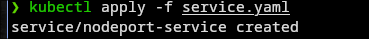 ❯ kubectl apply -f service.yaml
service/nodeport-service created